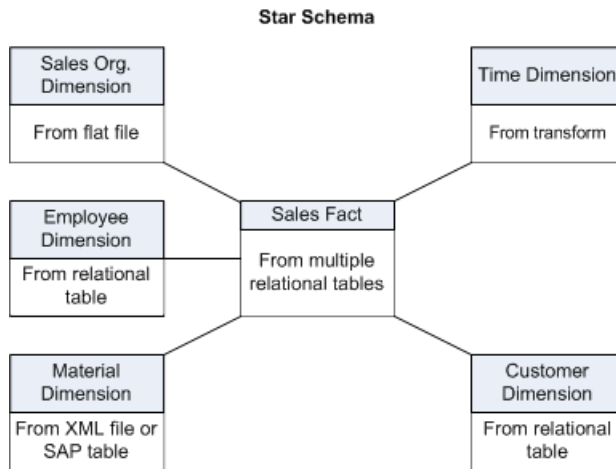 Star Schema
Sales Org.
Dimension
From flat file
Time Dimension
From transform
Employee
Dimension
From relational
table
Sales Fact
From multiple
relational tables
Material
Dimension
From XML file or
SAP table
Customer
Dimension
From relational
table